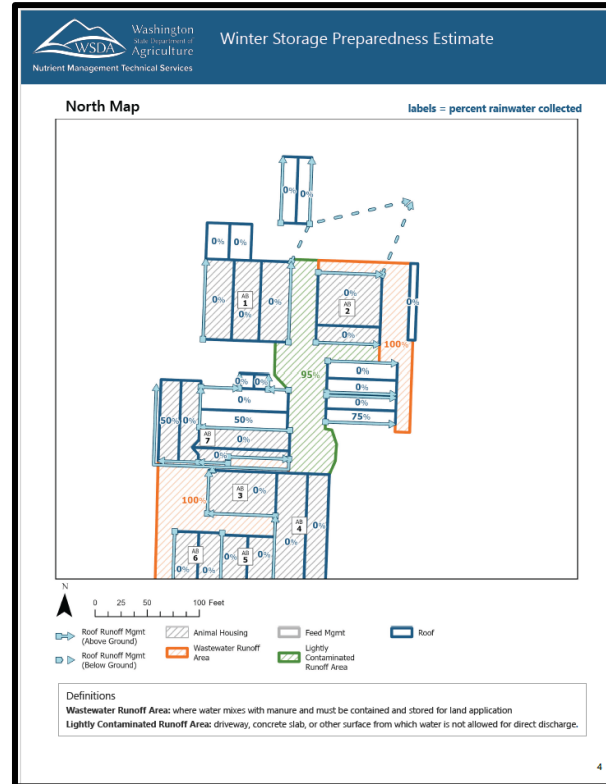 WSDA
Washington
State Department of
Agriculture
Nutrient Management Technical Services
Winter Storage Preparedness Estimate
North Map
labels = percent rainwater collected
0% 0%
0% 0%
0% AB 1 0% 0%
0% AB 2
0%
0%
100%
95%
0%
0%
0%
75%
0% 0%
0%
50%
50% 0%
AB 7 0%
0%
100%
AB 3 0%
0% AB 4 0%
0% AB 6 0%
0% AB 5 0%
N
0 25 50 100 Feet
Roof Runoff Mgmt
(Above Ground)
Roof Runoff Mgmt
(Below Ground)
Animal Housing
Wastewater Runoff
Area
Feed Mgmt
Lightly
Contaminated
Runoff Area
Roof
Definitions
Wastewater Runoff Area: where water mixes with manure and must be contained and stored for land application
Lightly Contaminated Runoff Area: driveway, concrete slab, or other surface from which water is not allowed for direct discharge.
4